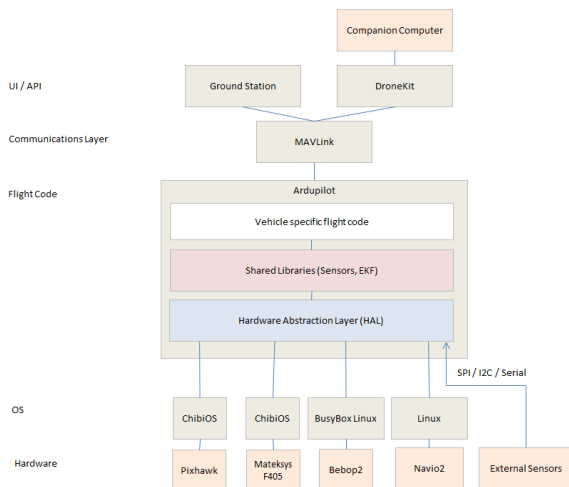 Companion Computer
UI / API
Ground Station
DroneKit
Communications Layer
MAVLink
Flight Code
Ardupilot
Vehicle specific flight code
Shared Libraries (Sensors, EKF)
Hardware Abstraction Layer (HAL)
SPI / I2C / Serial
OS
ChibiOS
ChibiOS
BusyBox Linux
Linux
Hardware
Pixhawk
Mateksys
F405
Bebop2
Navio2
External Sensors